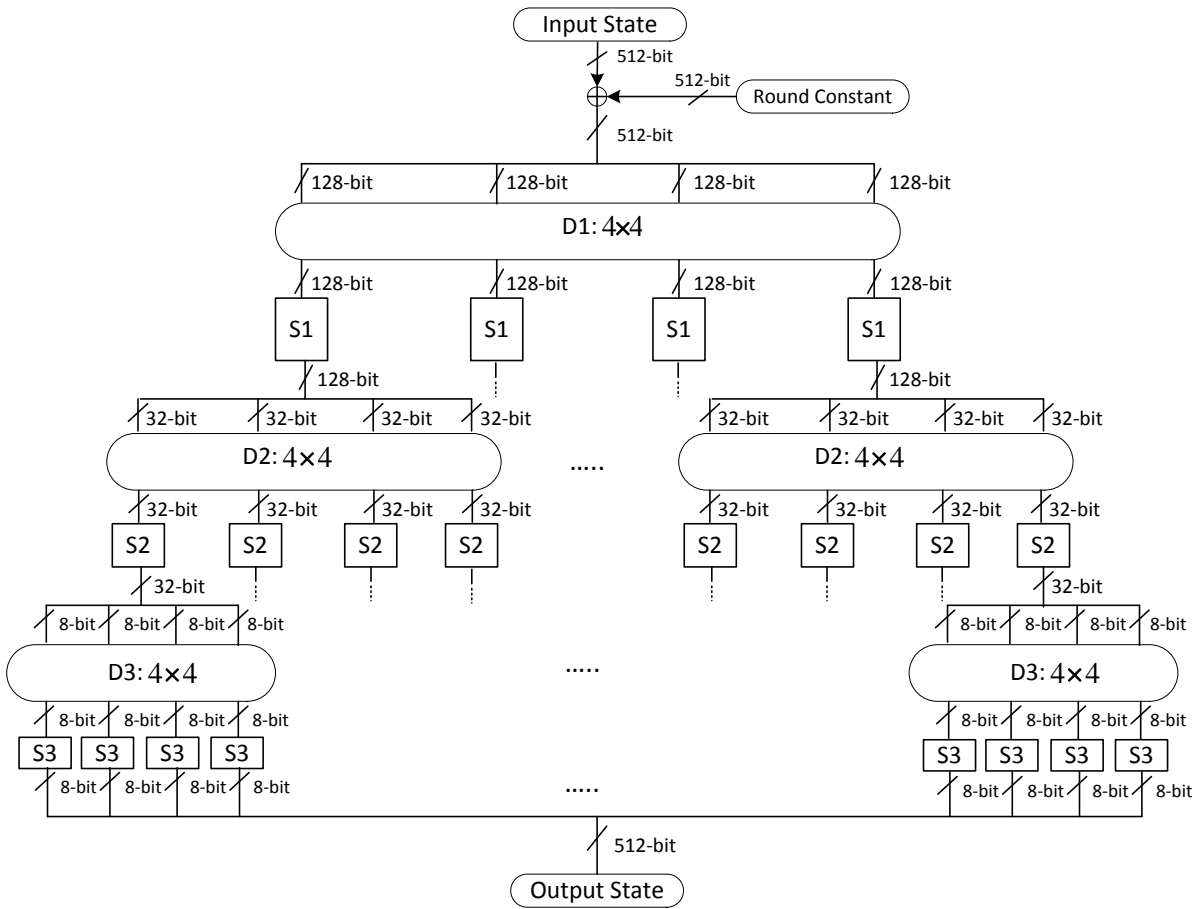 Input State
512-bit
512-bit
Round Constant
512-bit
128-bit 128-bit 128-bit 128-bit
D1: 4×4
128-bit 128-bit 128-bit 128-bit
S1 S1 S1 S1
128-bit 128-bit
32-bit 32-bit 32-bit 32-bit 32-bit 32-bit 32-bit 32-bit
D2: 4×4 ..... D2: 4×4
32-bit 32-bit 32-bit 32-bit 32-bit 32-bit 32-bit 32-bit
S2 S2 S2 S2 S2 S2 S2 S2
32-bit 32-bit
8-bit 8-bit 8-bit 8-bit 8-bit 8-bit 8-bit 8-bit
D3: 4×4 ..... D3: 4×4
8-bit 8-bit 8-bit 8-bit 8-bit 8-bit 8-bit 8-bit
S3 S3 S3 S3 S3 S3 S3 S3
8-bit 8-bit 8-bit 8-bit ..... 8-bit 8-bit 8-bit 8-bit
512-bit
Output State